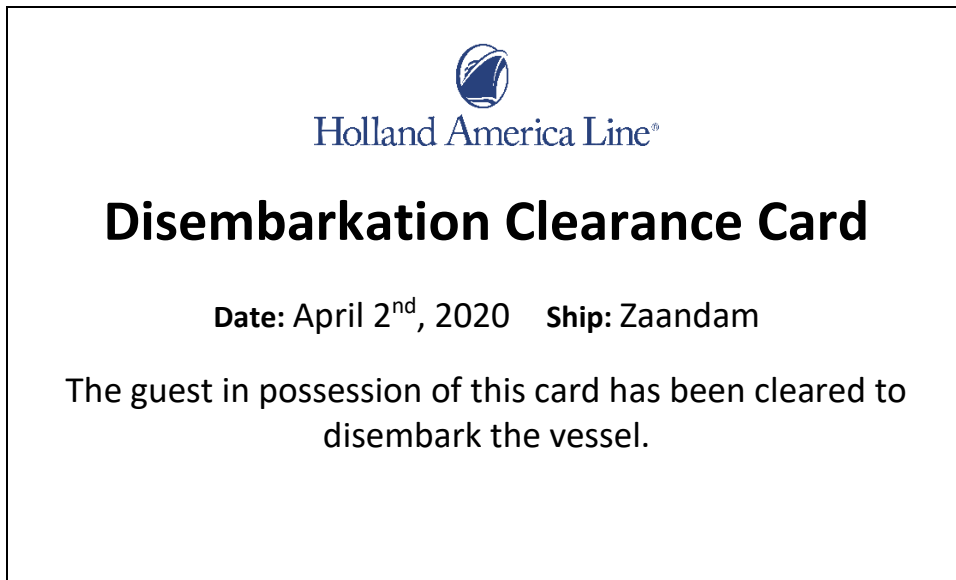 Holland America Line®
Disembarkation Clearance Card
Date: April 2nd, 2020 Ship: Zaandam
The guest in possession of this card has been cleared to
disembark the vessel.